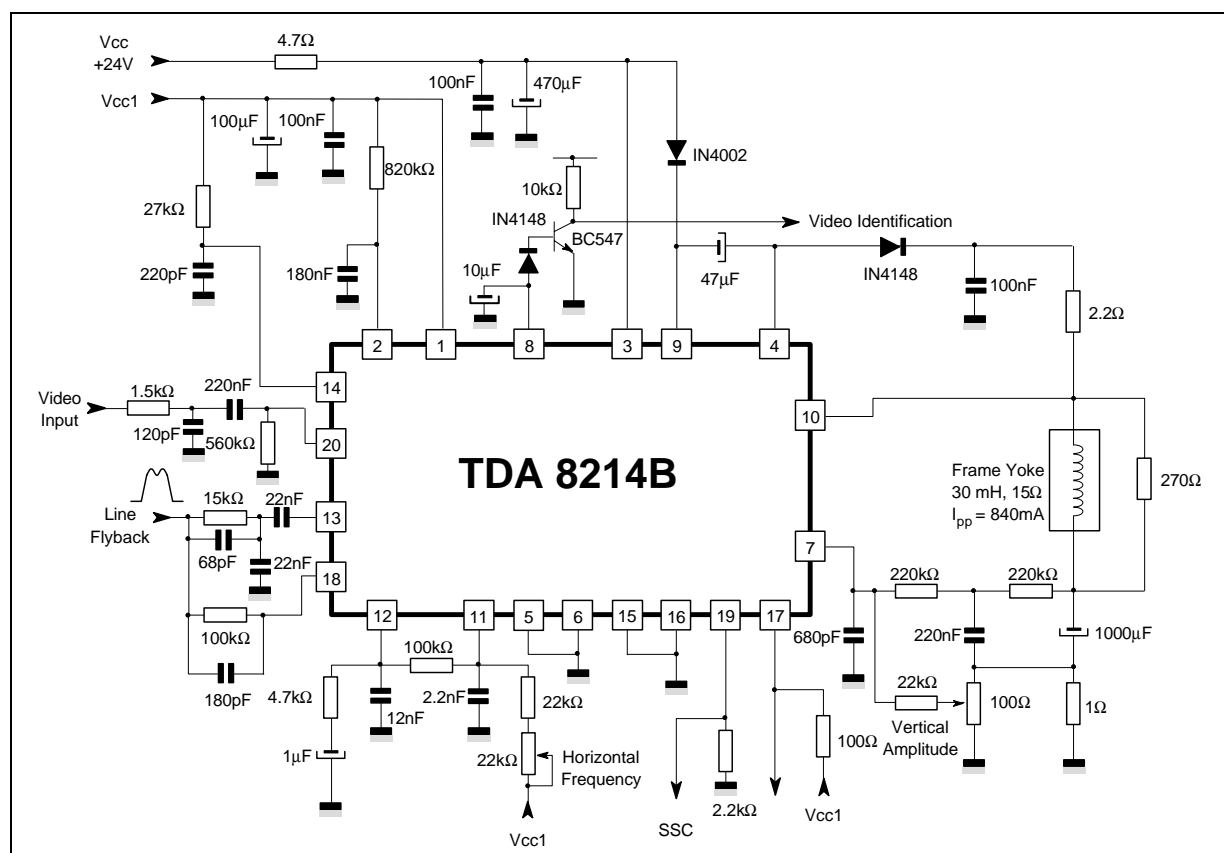 Vcc
+24V
4.7Ω
Vcc1
100µF
100nF
100nF
470µF
820kΩ
27kΩ
220pF
180nF
IN4002
10kΩ
IN4148
BC547
10µF
Video Identification
47µF
IN4148
100nF
2.2Ω
2
1
8
3
9
4
14
Video
Input
1.5kΩ
220nF
120pF
560kΩ
20
10
TDA 8214B
Frame Yoke
30 mH, 15Ω
Ipp = 840mA
270Ω
Line
Flyback
15kΩ
22nF
13
68pF
22nF
18
7
100kΩ
180pF
12
11
5
6
15
16
19
17
220kΩ
220kΩ
680pF
220nF
1000µF
100kΩ
4.7kΩ
12nF
2.2nF
22kΩ
22kΩ
100Ω
1Ω
Vertical
Amplitude
1µF
22kΩ
Horizontal
Frequency
100Ω
2.2kΩ
Vcc1
SSC
Vcc1